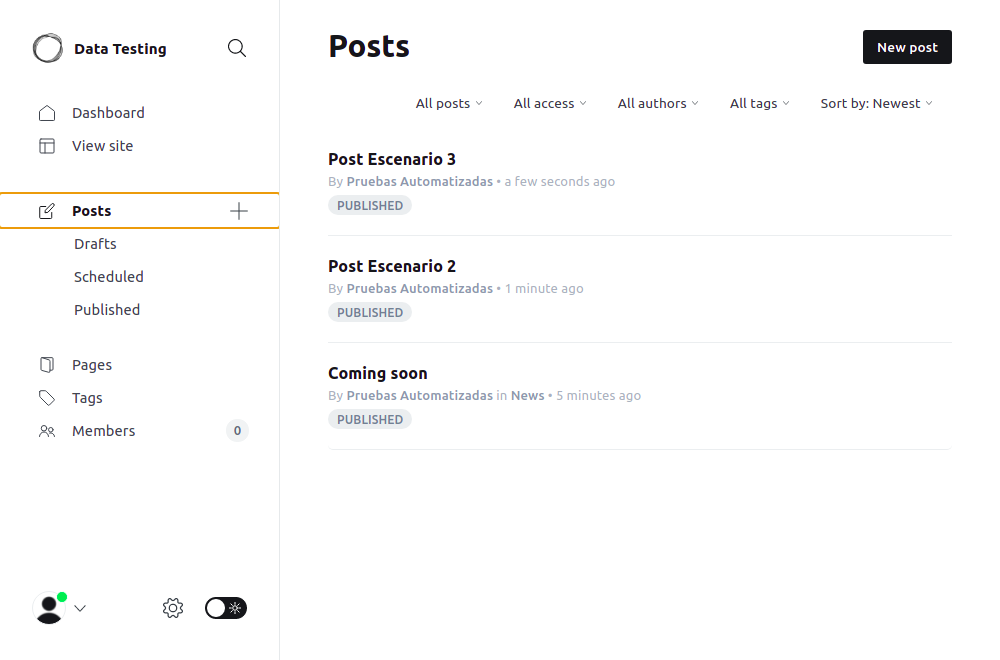 Data Testing
Dashboard
View site
Posts
Drafts
Scheduled
Published
Pages
Tags
Members 0
Posts
New post
All posts All access All authors All tags Sort by: Newest
Post Escenario 3
By Pruebas Automatizadas • a few seconds ago
PUBLISHED
Post Escenario 2
By Pruebas Automatizadas • 1 minute ago
PUBLISHED
Coming soon
By Pruebas Automatizadas in News • 5 minutes ago
PUBLISHED